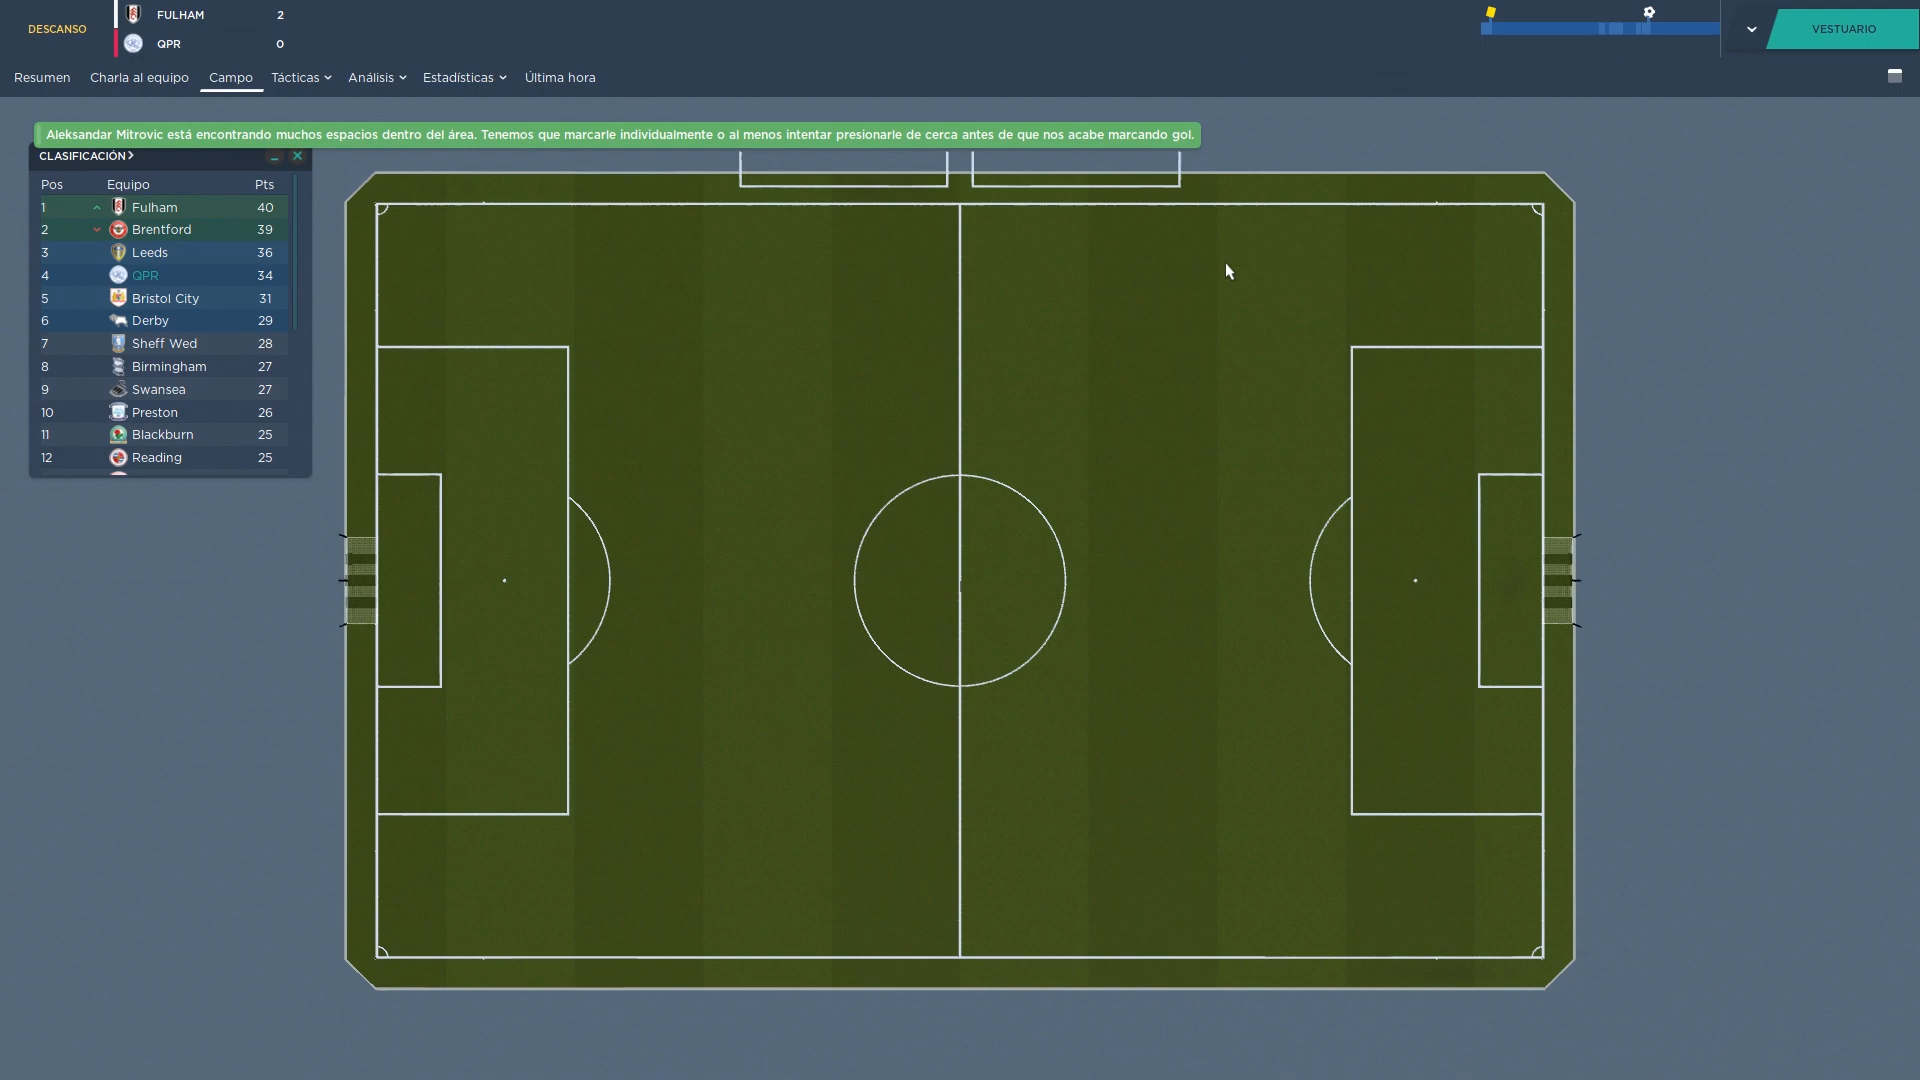 DESCANSO
FULHAM 2
QPR 0
VESTUARIO
Resumen Charla al equipo Campo Tácticas Análisis Estadísticas Última hora
Aleksandar Mitrovic está encontrando muchos espacios dentro del área. Tenemos que marcarle individualmente o al menos intentar presionarle de cerca antes de que nos acabe marcando gol.
CLASIFICACIÓN
Pos Equipo Pts
1 Fulham 40
2 Brentford 39
3 Leeds 36
4 QPR 34
5 Bristol City 31
6 Derby 29
7 Sheff Wed 28
8 Birmingham 27
9 Swansea 27
10 Preston 26
11 Blackburn 25
12 Reading 25